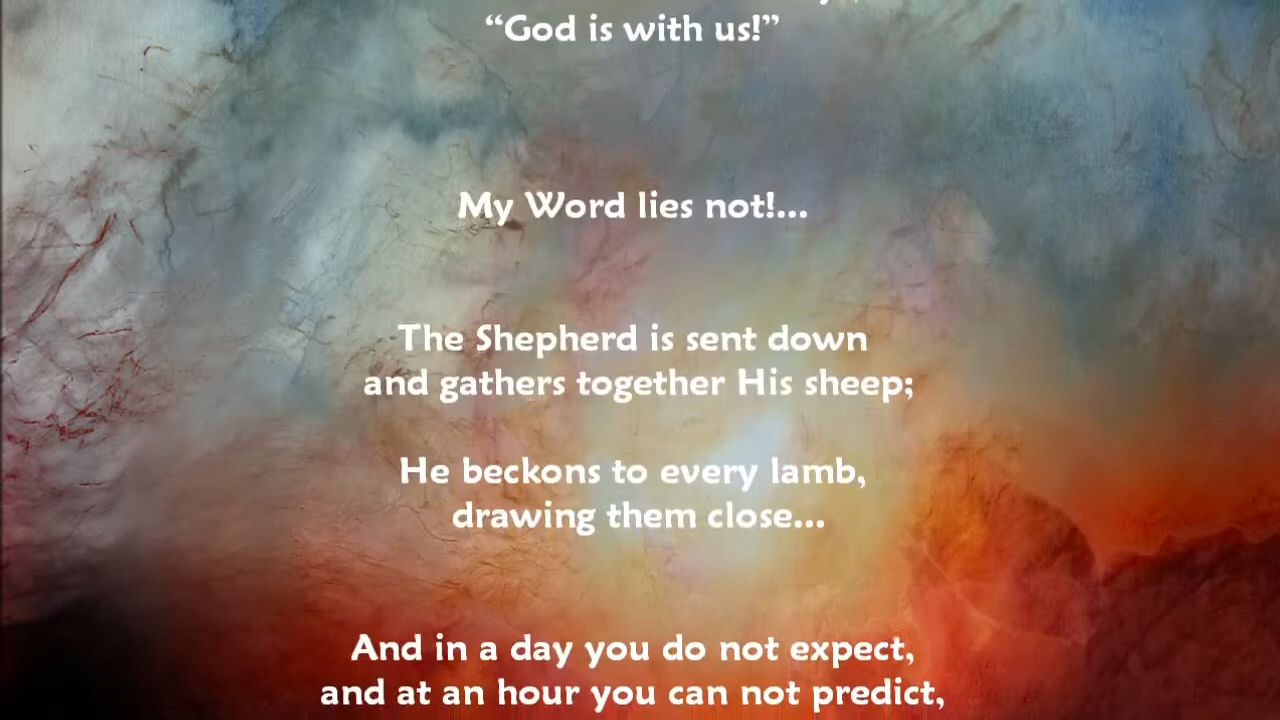 “God is with us!”
My Word lies not!...
The Shepherd is sent down
and gathers together His sheep;
He beckons to every lamb,
drawing them close...
And in a day you do not expect,
and at an hour you can not predict,